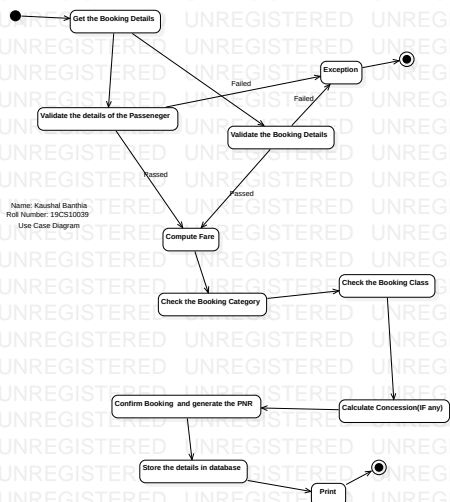 Get the Booking Details
Exception
Failed
Failed
Validate the details of the Passeneger
Validate the Booking Details
Passed
Passed
Name: Kaushal Banthia
Roll Number: 19CS10039
Use Case Diagram
Compute Fare
Check the Booking Class
Check the Booking Category
Confirm Booking and generate the PNR
Calculate Concession(IF any)
Store the details in database
Print
UNREGISTERED